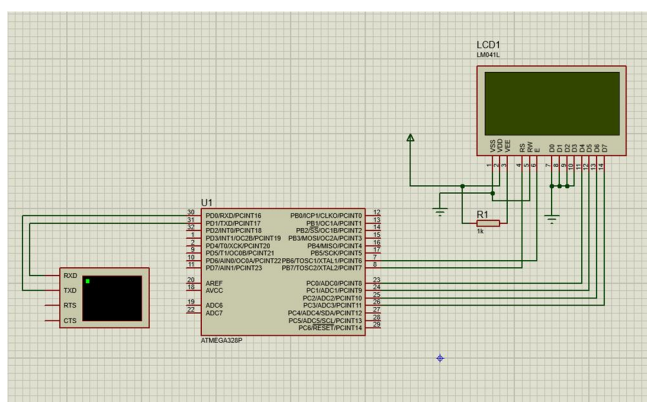 LCD1
LM041L
VSS
VDD
VEE
RS
RW
E
D0
D1
D2
D3
D4
D5
D6
D7
1
2
3
4
5
6
7
8
9
10
11
12
13
14
R1
1k
U1
30 PD0/RXD/PCINT16 PB0/ICP1/CLKO/PCINT0 12
31 PD1/TXD/PCINT17 PB1/OC1A/PCINT1 13
32 PD2/INT0/PCINT18 PB2/SS/OC1B/PCINT2 14
1 PD3/INT1/OC2B/PCINT19 PB3/MOSI/OC2A/PCINT3 15
2 PD4/T0/XCK/PCINT20 PB4/MISO/PCINT4 16
9 PD5/T1/OC0B/PCINT21 PB5/SCK/PCINT5 17
10 PD6/AIN0/OC0A/PCINT22 PB6/TOSC1/XTAL1/PCINT6 7
11 PD7/AIN1/PCINT23 PB7/TOSC2/XTAL2/PCINT7 8
20 AREF PC0/ADC0/PCINT8 23
18 AVCC PC1/ADC1/PCINT9 24
PC2/ADC2/PCINT10 25
19 ADC6 PC3/ADC3/PCINT11 26
22 ADC7 PC4/ADC4/SDA/PCINT12 27
PC5/ADC5/SCL/PCINT13 28
PC6/RESET/PCINT14 29
ATMEGA328P
RXD
TXD
RTS
CTS